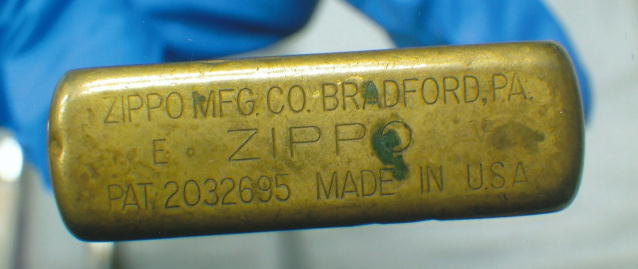 ZIPPO MFG. CO. BRADFORD, PA.
E ZIPPO
PAT. 2032695 MADE IN U.S.A